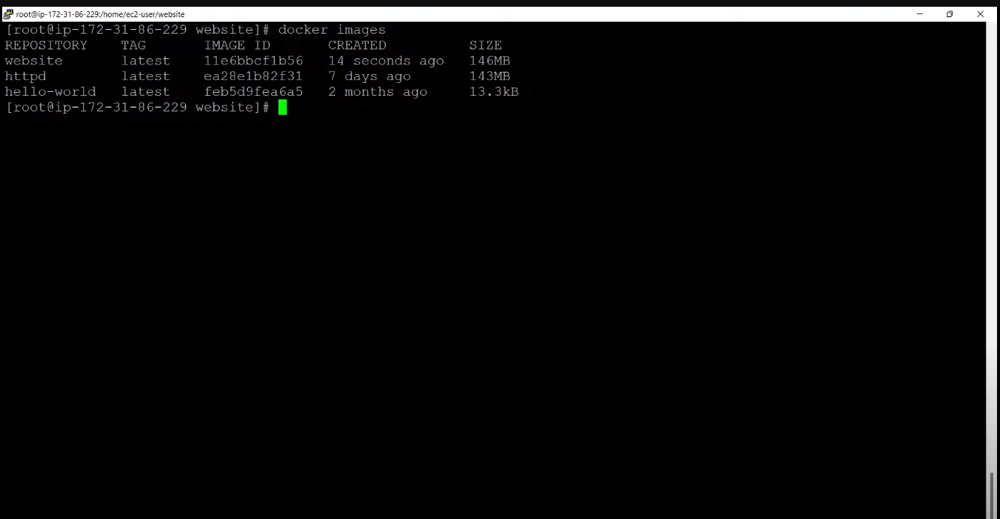 root@ip-172-31-86-229:/home/ec2-user/website
[root@ip-172-31-86-229 website]# docker images
REPOSITORY    TAG       IMAGE ID       CREATED          SIZE
website       latest    11e6bbcf1b56   14 seconds ago   146MB
httpd         latest    ea28e1b82f31   7 days ago       143MB
hello-world   latest    feb5d9fea6a5   2 months ago     13.3kB
[root@ip-172-31-86-229 website]#